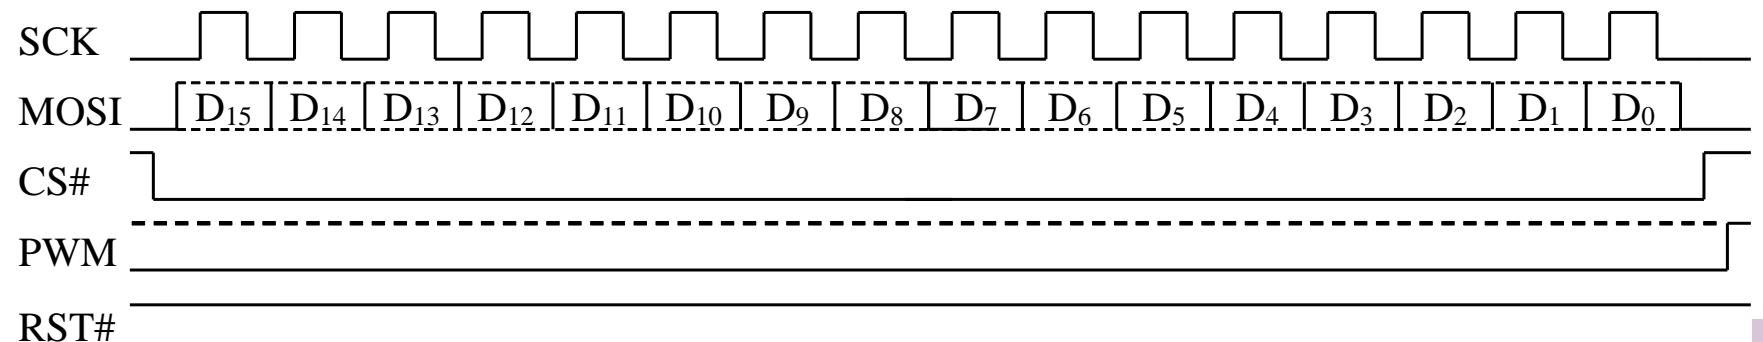 SCK
MOSI D₁₅ D₁₄ D₁₃ D₁₂ D₁₁ D₁₀ D₉ D₈ D₇ D₆ D₅ D₄ D₃ D₂ D₁ D₀
CS#
PWM
RST#